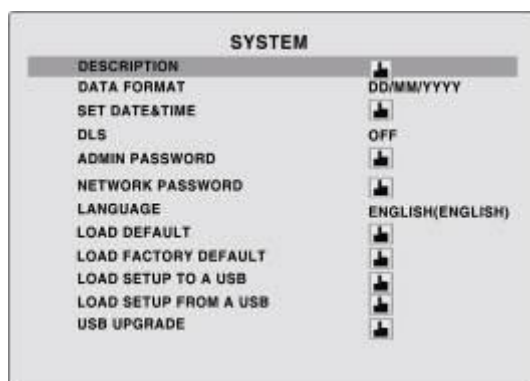 SYSTEM
DESCRIPTION
DATA FORMAT DD/MM/YYYY
SET DATE&TIME
DLS OFF
ADMIN PASSWORD
NETWORK PASSWORD
LANGUAGE ENGLISH(ENGLISH)
LOAD DEFAULT
LOAD FACTORY DEFAULT
LOAD SETUP TO A USB
LOAD SETUP FROM A USB
USB UPGRADE